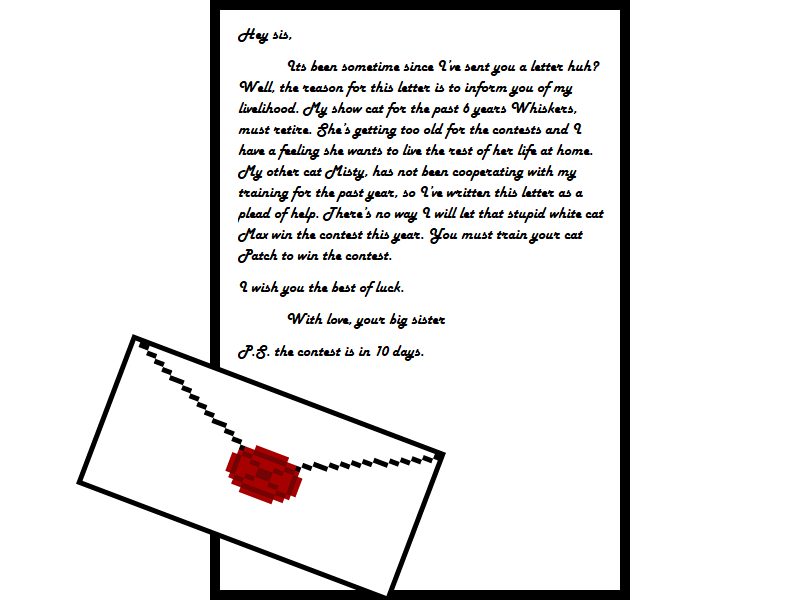 Hey sis,
Its been sometime since I've sent you a letter huh?
Well, the reason for this letter is to inform you of my
livelihood. My show cat for the past 6 years Whiskers,
must retire. She's getting too old for the contests and I
have a feeling she wants to live the rest of her life at home.
My other cat Misty, has not been cooperating with my
training for the past year, so I've written this letter as a
plead of help. There's no way I will let that stupid white cat
Max win the contest this year. You must train your cat
Patch to win the contest.
I wish you the best of luck.
With love, your big sister
P.S. the contest is in 10 days.